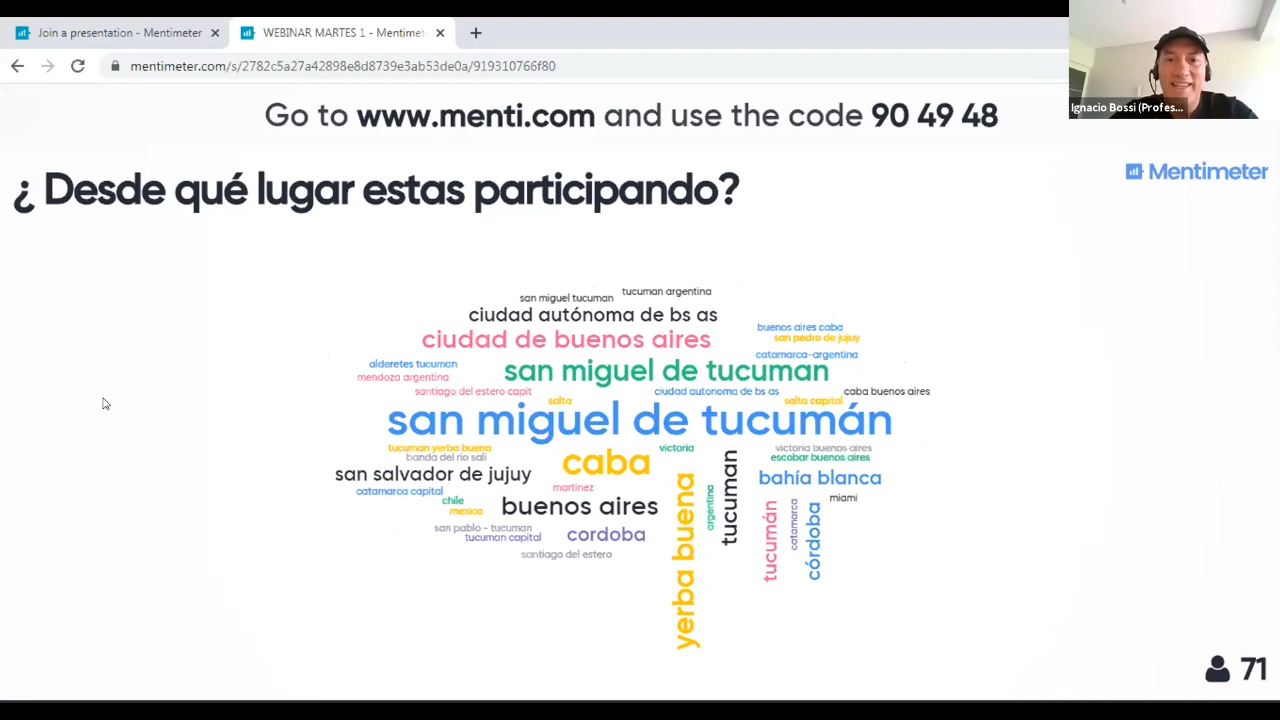 Join a presentation - Mentimeter
WEBINAR MARTES 1 - Mentimet
mentimeter.com/s/2782c5a27a42898e8d8739e3ab53de0a/919310766f80
Ignacio Bossi (Profes...
Go to www.menti.com and use the code 90 49 48
Mentimeter
¿ Desde qué lugar estas participando?
tucuman argentina
san miguel tucuman
ciudad autónoma de bs as
buenos aires caba
ciudad de buenos aires
san pedro de jujuy
catamarca-argentina
alderetes tucuman
san miguel de tucuman
mendoza argentina
santiago del estero capit
ciudad autonoma de bs as
caba buenos aires
salta
salta capital
san miguel de tucumán
tucuman yerba buena
victoria
victoria buenos aires
banda del rio sali
caba
escobar buenos aires
san salvador de jujuy
bahía blanca
catamarca capital
martinez
miami
chile
buenos aires
mexico
san pablo - tucuman
tucuman capital
cordoba
santiago del estero
yerba buena
argentina
tucuman
tucumán
catamarca
córdoba
71